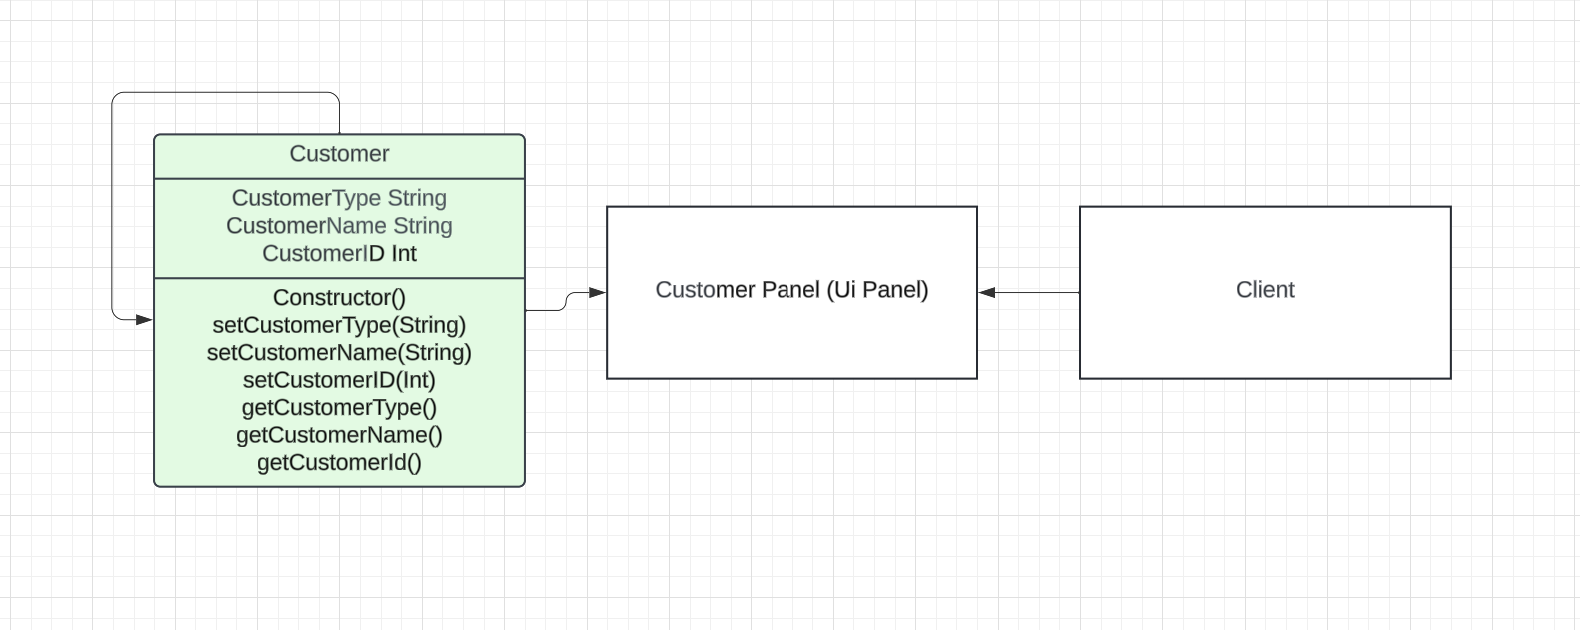 Customer
CustomerType String
CustomerName String
CustomerID Int
Constructor()
setCustomerType(String)
setCustomerName(String)
setCustomerID(Int)
getCustomerType()
getCustomerName()
getCustomerId()
Customer Panel (Ui Panel)
Client